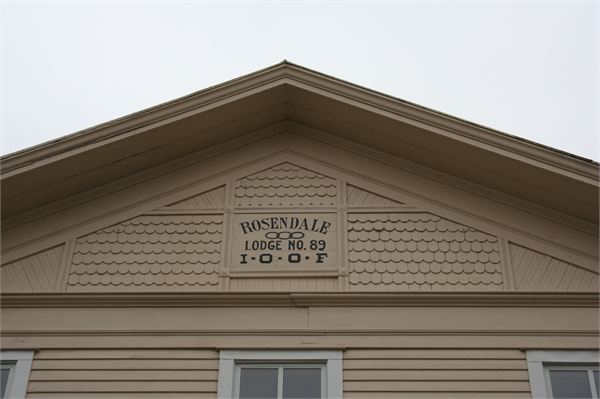 ROSENDALE
LODGE NO. 89
I·O·O·F